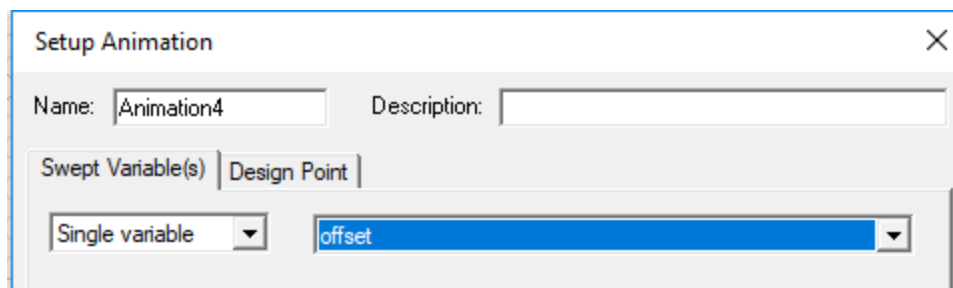 Setup Animation
Name: Animation4 Description:
Swept Variable(s) Design Point
Single variable offset